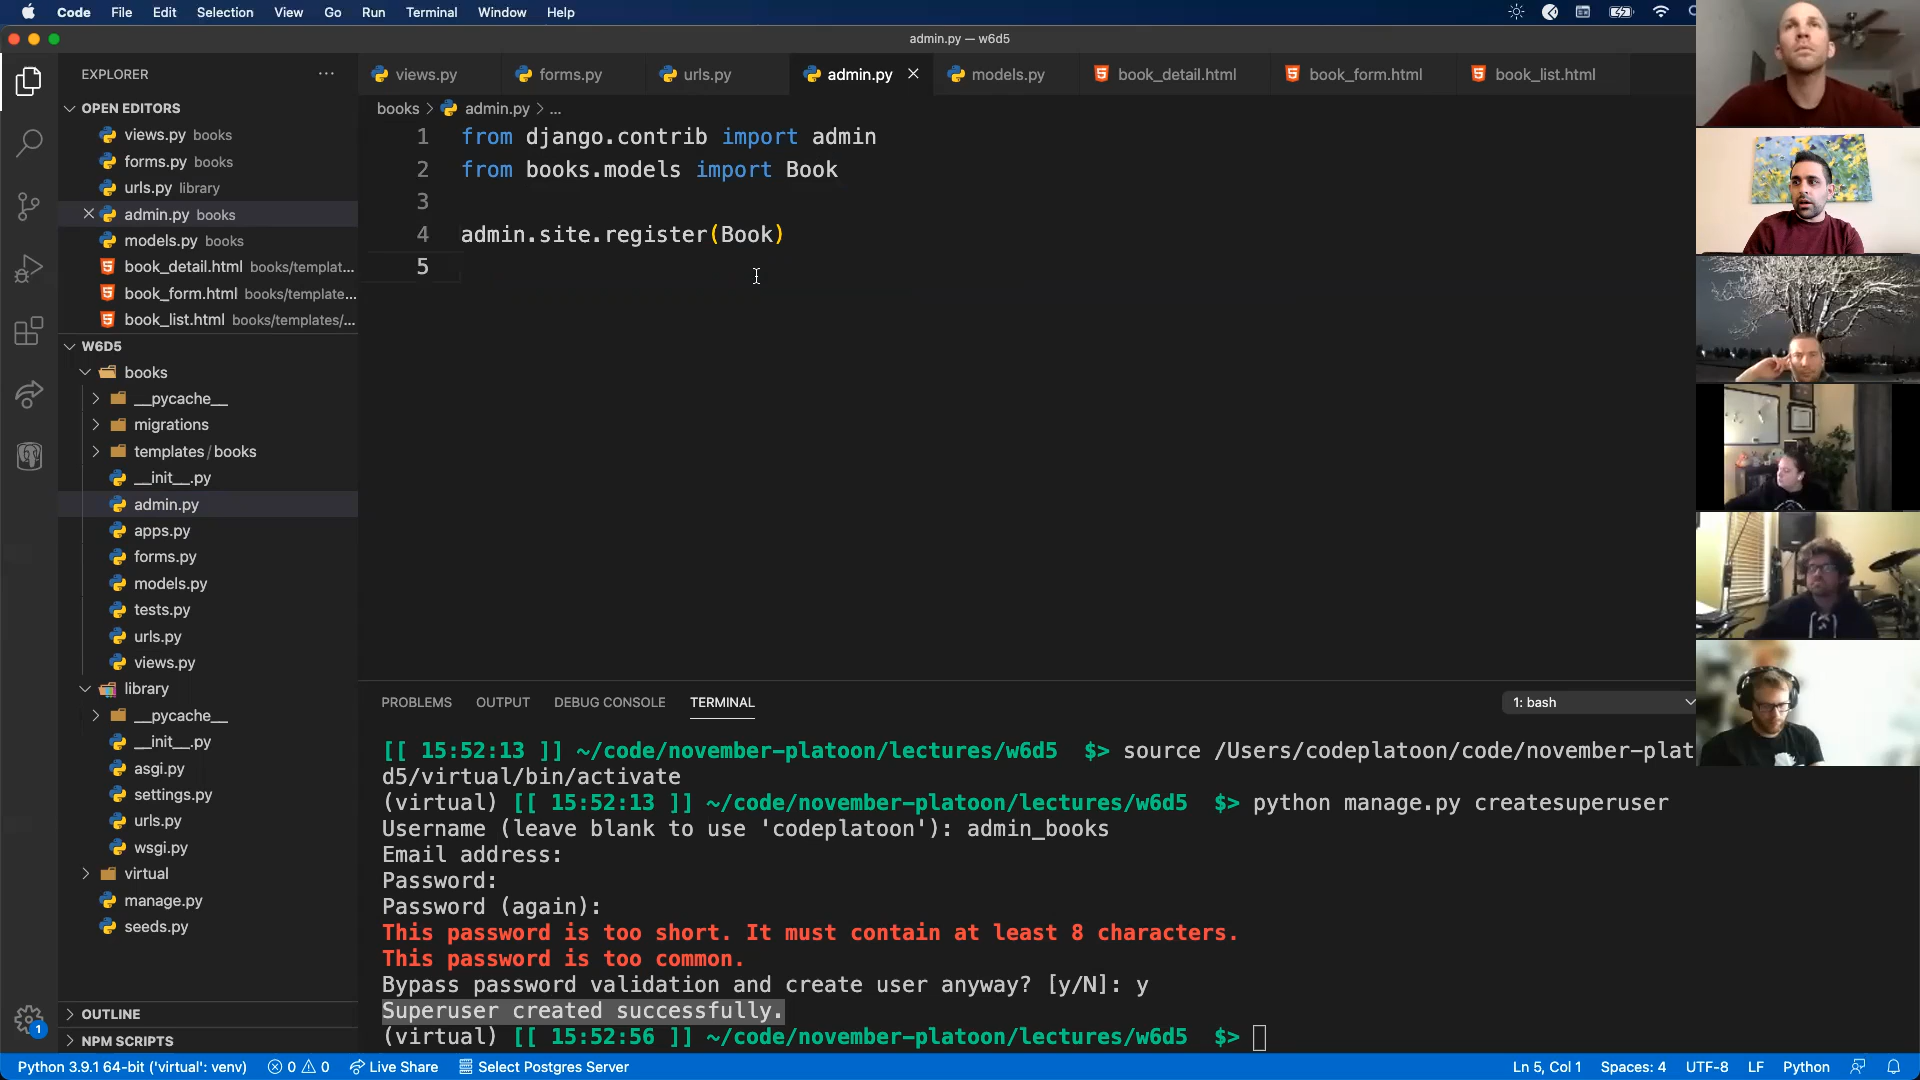 Code File Edit Selection View Go Run Terminal Window Help
admin.py — w6d5
EXPLORER
OPEN EDITORS
views.py books
forms.py books
urls.py library
admin.py books
models.py books
book_detail.html books/templat...
book_form.html books/template...
book_list.html books/templates/...
W6D5
books
__pycache__
migrations
templates/books
__init__.py
admin.py
apps.py
forms.py
models.py
tests.py
urls.py
views.py
library
__pycache__
__init__.py
asgi.py
settings.py
urls.py
wsgi.py
virtual
manage.py
seeds.py
OUTLINE
NPM SCRIPTS
views.py forms.py urls.py admin.py models.py book_detail.html book_form.html book_list.html
books > admin.py > ...
1 from django.contrib import admin
2 from books.models import Book
3
4 admin.site.register(Book)
5
PROBLEMS OUTPUT DEBUG CONSOLE TERMINAL 1: bash
[[ 15:52:13 ]] ~/code/november-platoon/lectures/w6d5 $> source /Users/codeplatoon/code/november-plat
d5/virtual/bin/activate
(virtual) [[ 15:52:13 ]] ~/code/november-platoon/lectures/w6d5 $> python manage.py createsuperuser
Username (leave blank to use 'codeplatoon'): admin_books
Email address:
Password:
Password (again):
This password is too short. It must contain at least 8 characters.
This password is too common.
Bypass password validation and create user anyway? [y/N]: y
Superuser created successfully.
(virtual) [[ 15:52:56 ]] ~/code/november-platoon/lectures/w6d5 $>
1
Python 3.9.1 64-bit ('virtual': venv) 0 0 Live Share Select Postgres Server Ln 5, Col 1 Spaces: 4 UTF-8 LF Python